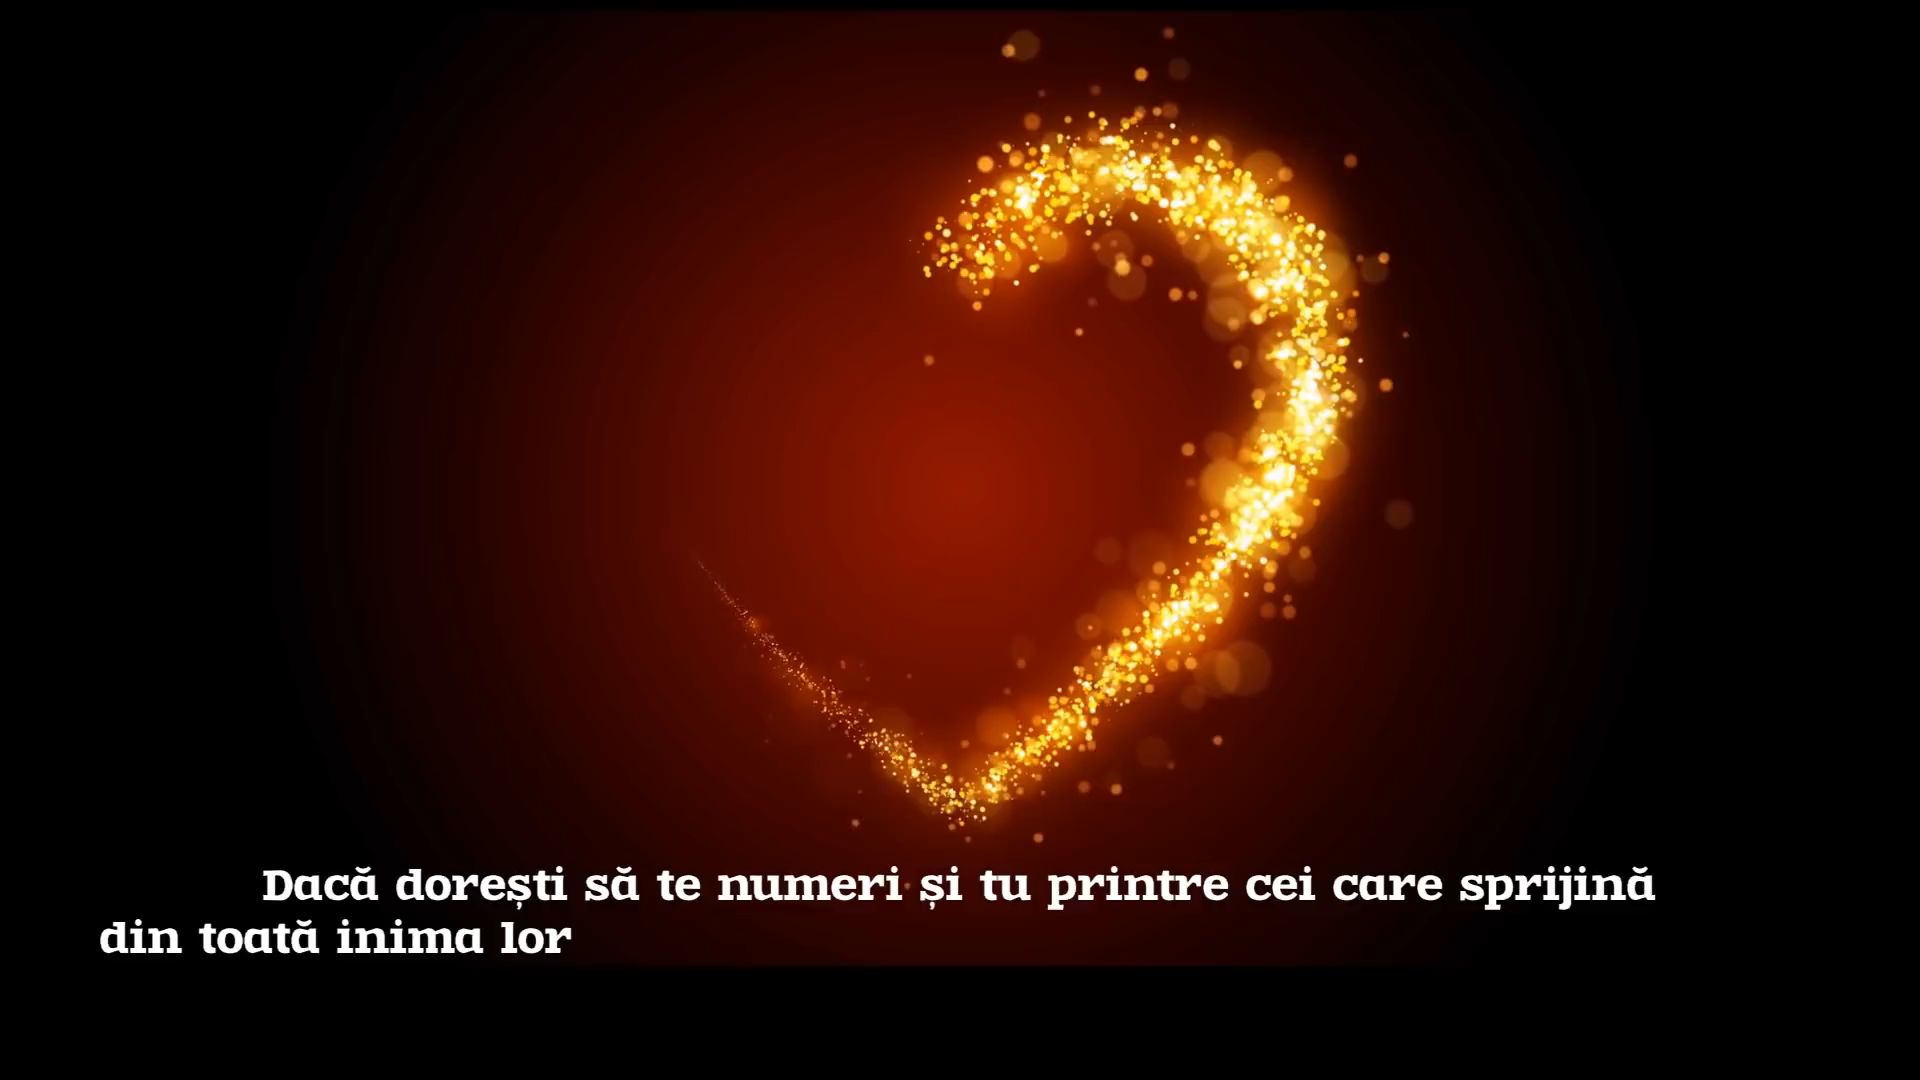 Dacă dorești să te numeri și tu printre cei care sprijină
din toată inima lor